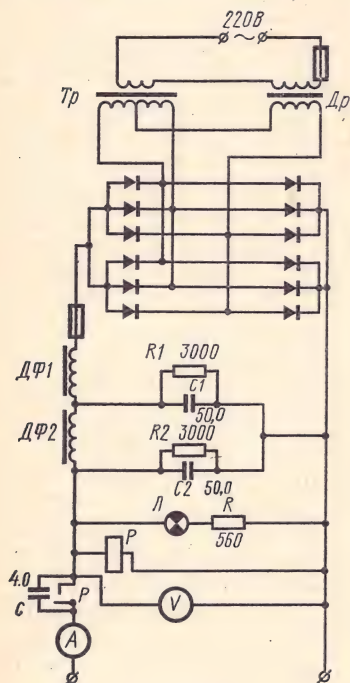 220В
~
Тр
Др
R1 3000
C1
50,0
ДФ1
R2 3000
ДФ2
C2 50,0
Л
R
560
P
4.0
P
C
V
A